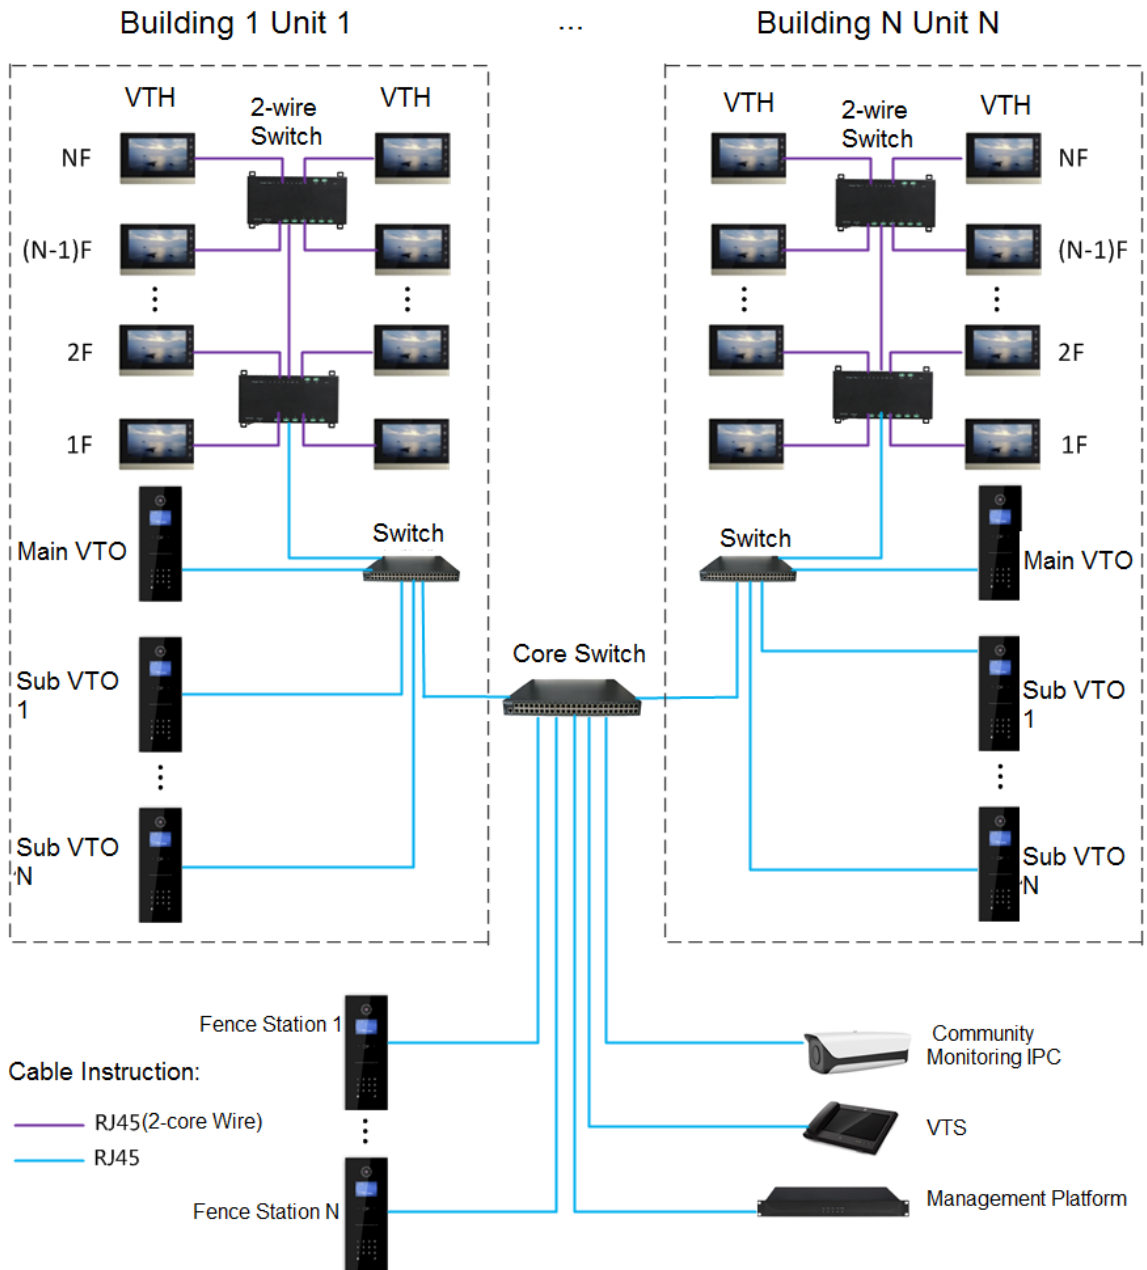 Building 1 Unit 1
...
Building N Unit N
VTH
2-wire
Switch
VTH
NF
(N-1)F
2F
1F
Main VTO
Switch
Sub VTO
1
Sub VTO
N
VTH
2-wire
Switch
VTH
NF
(N-1)F
2F
1F
Switch
Main VTO
Sub VTO
1
Sub VTO
N
Core Switch
Fence Station 1
Fence Station N
Cable Instruction:
RJ45(2-core Wire)
RJ45
Community
Monitoring IPC
VTS
Management Platform